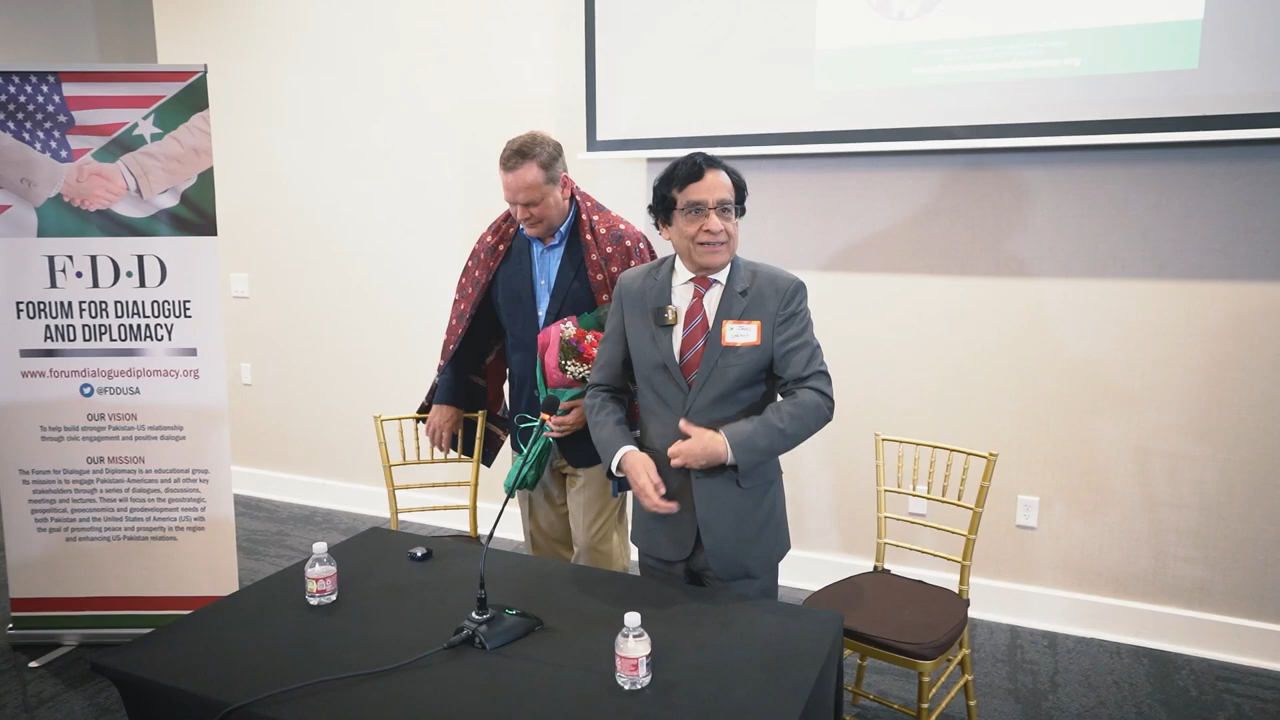 F·D·D
FORUM FOR DIALOGUE
AND DIPLOMACY
www.forumdialoguediplomacy.org
@FDDUSA
OUR VISION
To help build stronger Pakistan-US relationship
through civic engagement and positive dialogue
OUR MISSION
The Forum for Dialogue and Diplomacy is an educational group.
Its mission is to engage Pakistani-Americans and all other key
stakeholders through a series of dialogues, discussions,
meetings and lectures. These will focus on the geostrategic,
geopolitical, geoeconomics and geodevelopment needs of
both Pakistan and the United States of America (US) with
the goal of promoting peace and prosperity in the region
and enhancing US-Pakistan relations.